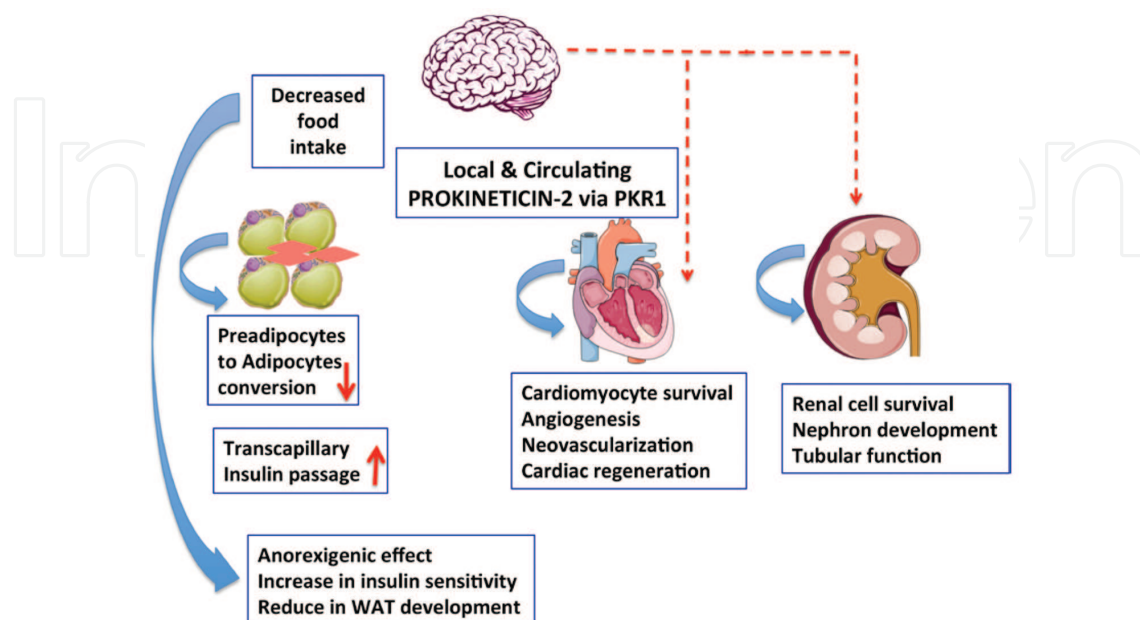 Decreased
food
intake
Local & Circulating
PROKINETICIN-2 via PKR1
Preadipocytes
to Adipocytes
conversion
Transcapillary
Insulin passage
Cardiomyocyte survival
Angiogenesis
Neovascularization
Cardiac regeneration
Renal cell survival
Nephron development
Tubular function
Anorexigenic effect
Increase in insulin sensitivity
Reduce in WAT development